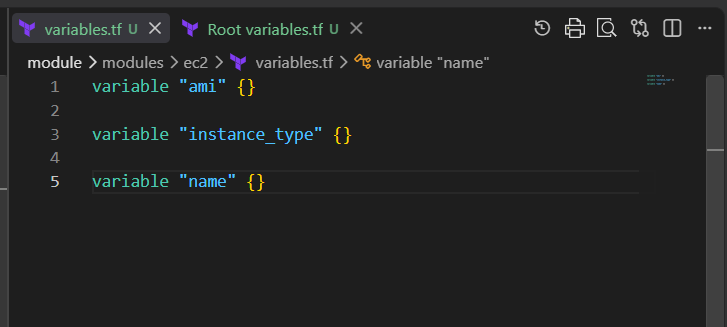 variables.tf U Root variables.tf U
module > modules > ec2 > variables.tf > variable "name"
1 variable "ami" {}
2
3 variable "instance_type" {}
4
5 variable "name" {}